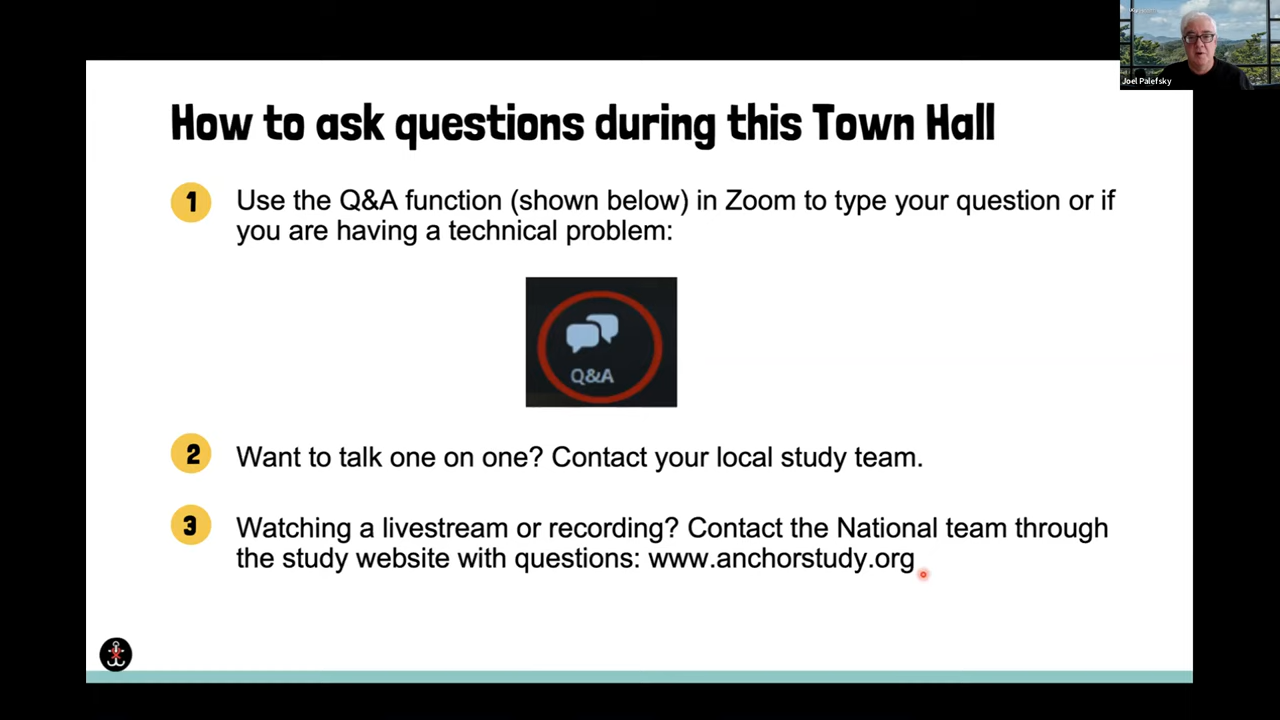 Joel Palefsky
How to ask questions during this Town Hall
1
Use the Q&A function (shown below) in Zoom to type your question or if
you are having a technical problem:
Q&A
2
Want to talk one on one? Contact your local study team.
3
Watching a livestream or recording? Contact the National team through
the study website with questions: www.anchorstudy.org